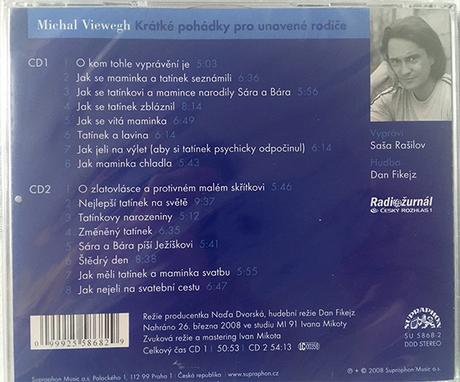 Michal Viewegh Krátké pohádky pro unavené rodiče
CD1 1 O kom tohle vyprávění je 5:03
2 Jak se maminka a tatínek seznámili 6:36
3 Jak se tatínkovi a mamince narodily Sára a Bára 5:56
4 Jak se tatínek zbláznil 8:14
5 Jak se vítá maminka 6:49
6 Tatínek a lavina 6:14
7 Jak jeli na výlet (aby si tatínek psychicky odpočinul) 6:14
8 Jak maminka chladla 5:43
CD2 1 O zlatovlásce a protivném malém skřítkovi 5:46
2 Nejlepší tatínek na světě 9:37
3 Tatínkovy narozeniny 5:31
4 Změněný tatínek 6:35
5 Sára a Bára píší Ježíškovi 5:41
6 Štědrý den 8:38
7 Jak měli tatínek a maminka svatbu 5:55
8 Jak nejeli na svatební cestu 6:47
Vypráví
Saša Rašilov
Hudba
Dan Fikejz
Radiožurnál
ČESKÝ ROZHLAS 1
Režie producentka Naďa Dvorská, hudební režie Dan Fikejz
Nahráno 26. března 2008 ve studiu MI 91 Ivana Mikoty
Zvuková režie a mastering Ivan Mikota
Celkový čas CD 1 | 50:53 CD 2 54:13
SUPRAPHON
SU 5868-2
DDD STEREO
0 99925 58682 9
Supraphon Music a.s. Palackého 1, 112 99 Praha 1, Česká republika www.supraphon.cz
℗ + © 2008 Supraphon Music a.s.